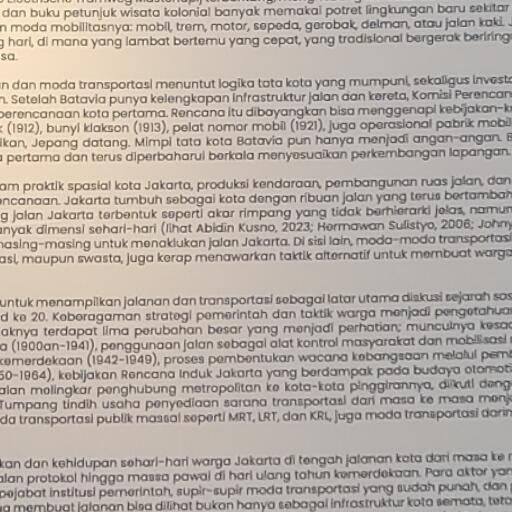 dan buku petunjuk wisata kolonial banyak memakai potret lingkungan baru sekitar
n moda mobilitasnya: mobil, trem, motor, sepeda, gerobak, delman, atau jalan kaki.
g hari, di mana yang lambat bertemu yang cepat, yang tradisional bergerak beriring
sa.
n dan moda transportasi menuntut logika tata kota yang mumpuni, sekaligus investa
n. Setelah Batavia punya kelengkapan infrastruktur jalan dan kereta, Komisi Perencan
perencanaan kota pertama. Rencana itu dibayangkan bisa menggenapi kebijakan-k
k (1912), bunyi klakson (1913), pelat nomor mobil (1921), juga operasional pabrik mobil
ikan, Jepang datang. Mimpi tata kota Batavia pun hanya menjadi angan-angan. B
a pertama dan terus diperbaharui berkala menyesuaikan perkembangan lapangan.
am praktik spasial kota Jakarta, produksi kendaraan, pembangunan ruas jalan, dan
ncanaan. Jakarta tumbuh sebagai kota dengan ribuan jalan yang terus bertambah
g jalan Jakarta terbentuk seperti akar rimpang yang tidak berhierarki jelas, namun
nyak dimensi sehari-hari (lihat Abidin Kusno, 2023; Hermawan Sulistyo, 2006; Johny
masing-masing untuk menaklukan jalan Jakarta. Di sisi lain, moda-moda transportasi
asi, maupun swasta, juga kerap menawarkan taktik alternatif untuk membuat warga
untuk menampilkan jalanan dan transportasi sebagai latar utama diskusi sejarah sos
d ke 20. Keberagaman strategi pemerintah dan taktik warga menjadi pengetahuan
aknya terdapat lima perubahan besar yang menjadi perhatian; munculnya kesad
a (1900an-1941), penggunaan jalan sebagai alat kontrol masyarakat dan mobilisasi
kemerdekaan (1942-1949), proses pembentukan wacana kebangsaan melalui pemb
50-1964), kebijakan Rencana Induk Jakarta yang berdampak pada budaya otomoti
alan melingkar penghubung metropolitan ke kota-kota pinggirannya, diikuti deng
Tumpang tindih usaha penyediaan sarana transportasi dari masa ke masa menj
da transportasi publik massal seperti MRT, LRT, dan KRL, juga moda transportasi darin
kan dan kehidupan sehari-hari warga Jakarta di tengah jalanan kota dari masa ke
alan protokol hingga massa pawai di hari ulang tahun kemerdekaan. Para aktor yan
pejabat institusi pemerintah, supir-supir moda transportasi yang sudah punah, dan
a membuat jalanan bisa dilihat bukan hanya sebagai infrastruktur kota semata, teta